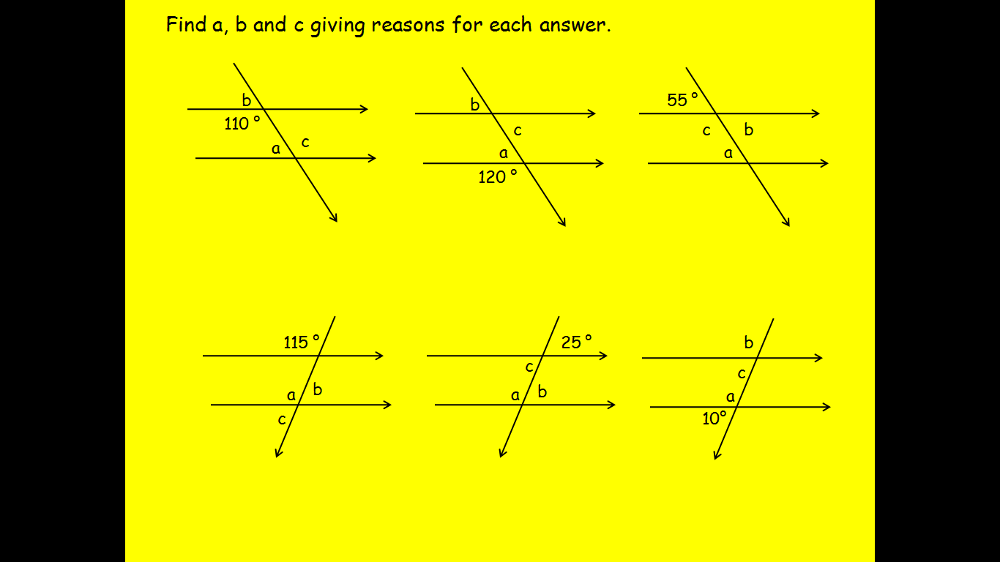 Find a, b and c giving reasons for each answer.
b
110 °
a
c
b
c
a
120 °
55 °
c
b
a
115 °
a
b
c
25 °
c
a
b
b
c
a
10°